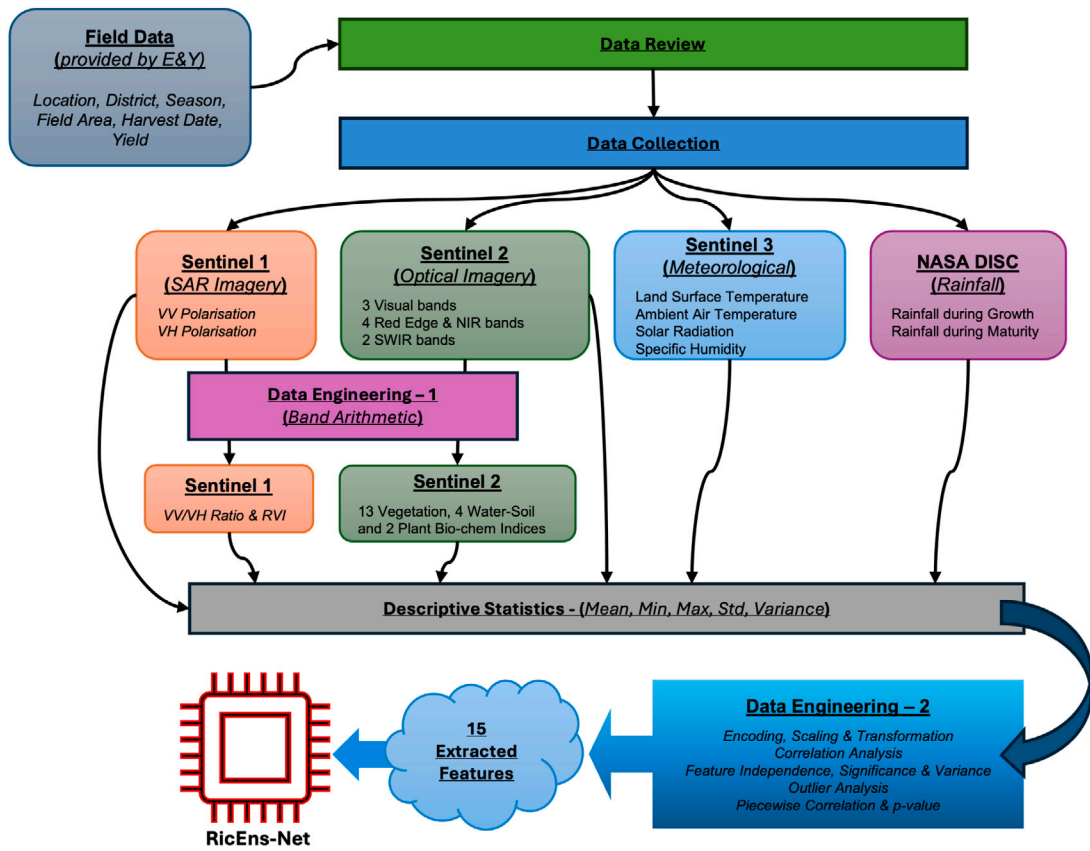 Field Data
(provided by E&Y)
Location, District, Season,
Field Area, Harvest Date,
Yield
Data Review
Data Collection
Sentinel 1
(SAR Imagery)
VV Polarisation
VH Polarisation
Sentinel 2
(Optical Imagery)
3 Visual bands
4 Red Edge & NIR bands
2 SWIR bands
Sentinel 3
(Meteorological)
Land Surface Temperature
Ambient Air Temperature
Solar Radiation
Specific Humidity
NASA DISC
(Rainfall)
Rainfall during Growth
Rainfall during Maturity
Data Engineering – 1
(Band Arithmetic)
Sentinel 1
VV/VH Ratio & RVI
Sentinel 2
13 Vegetation, 4 Water-Soil
and 2 Plant Bio-chem Indices
Descriptive Statistics - (Mean, Min, Max, Std, Variance)
Data Engineering – 2
Encoding, Scaling & Transformation
Correlation Analysis
Feature Independence, Significance & Variance
Outlier Analysis
Piecewise Correlation & p-value
15
Extracted
Features
RicEns-Net